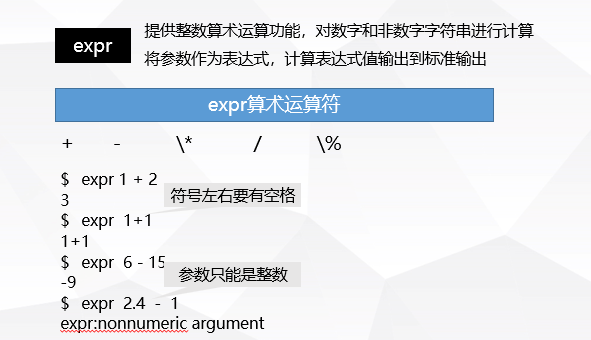 expr
提供整数算术运算功能，对数字和非数字字符串进行计算
将参数作为表达式，计算表达式值输出到标准输出
expr算术运算符
+ - \* / \%
$ expr 1 + 2
符号左右要有空格
3
$ expr 1+1
1+1
$ expr 6 - 15
参数只能是整数
-9
$ expr 2.4 - 1
expr:nonnumeric argument